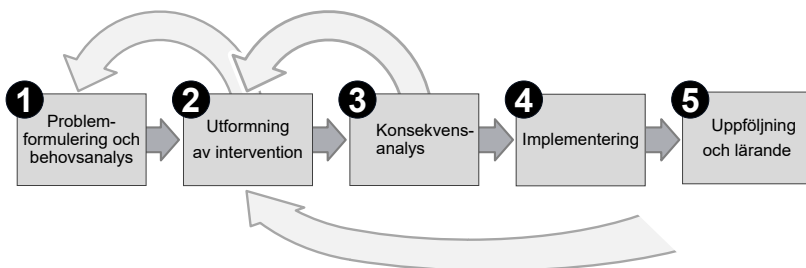 1
Problem-
formulering och
behovsanalys
2
Utformning
av intervention
3
Konsekvens-
analys
4
Implementering
5
Uppföljning
och lärande